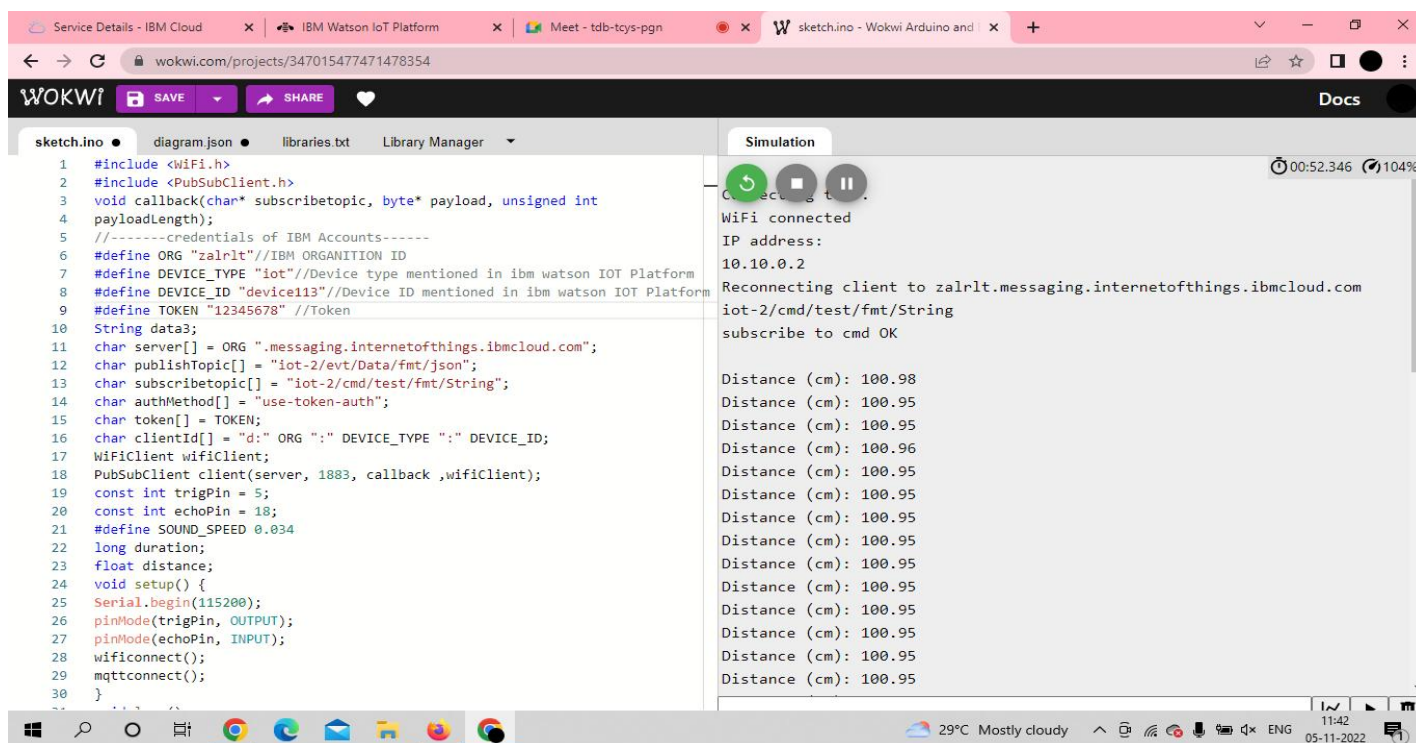 Service Details - IBM Cloud
IBM Watson IoT Platform
Meet - tdb-tcys-pgn
sketch.ino - Wokwi Arduino and
wokwi.com/projects/347015477471478354
WOKWI
SAVE
SHARE
Docs
sketch.ino
diagram.json
libraries.txt
Library Manager
Simulation
1 #include <WiFi.h>
2 #include <PubSubClient.h>
3 void callback(char* subscribetopic, byte* payload, unsigned int
4 payloadLength);
5 //-------credentials of IBM Accounts------
6 #define ORG "zalrlt"//IBM ORGANITION ID
7 #define DEVICE_TYPE "iot"//Device type mentioned in ibm watson IOT Platform
8 #define DEVICE_ID "device113"//Device ID mentioned in ibm watson IOT Platform
9 #define TOKEN "12345678" //Token
10 String data3;
11 char server[] = ORG ".messaging.internetofthings.ibmcloud.com";
12 char publishTopic[] = "iot-2/evt/Data/fmt/json";
13 char subscribetopic[] = "iot-2/cmd/test/fmt/String";
14 char authMethod[] = "use-token-auth";
15 char token[] = TOKEN;
16 char clientId[] = "d:" ORG ":" DEVICE_TYPE ":" DEVICE_ID;
17 WiFiClient wifiClient;
18 PubSubClient client(server, 1883, callback ,wifiClient);
19 const int trigPin = 5;
20 const int echoPin = 18;
21 #define SOUND_SPEED 0.034
22 long duration;
23 float distance;
24 void setup() {
25 Serial.begin(115200);
26 pinMode(trigPin, OUTPUT);
27 pinMode(echoPin, INPUT);
28 wificonnect();
29 mqttconnect();
30 }
00:52.346 104%
WiFi connected
IP address:
10.10.0.2
Reconnecting client to zalrlt.messaging.internetofthings.ibmcloud.com
iot-2/cmd/test/fmt/String
subscribe to cmd OK
Distance (cm): 100.98
Distance (cm): 100.95
Distance (cm): 100.95
Distance (cm): 100.96
Distance (cm): 100.95
Distance (cm): 100.95
Distance (cm): 100.95
Distance (cm): 100.95
Distance (cm): 100.95
Distance (cm): 100.95
Distance (cm): 100.95
Distance (cm): 100.95
Distance (cm): 100.95
Distance (cm): 100.95
29°C Mostly cloudy
ENG
11:42
05-11-2022
1